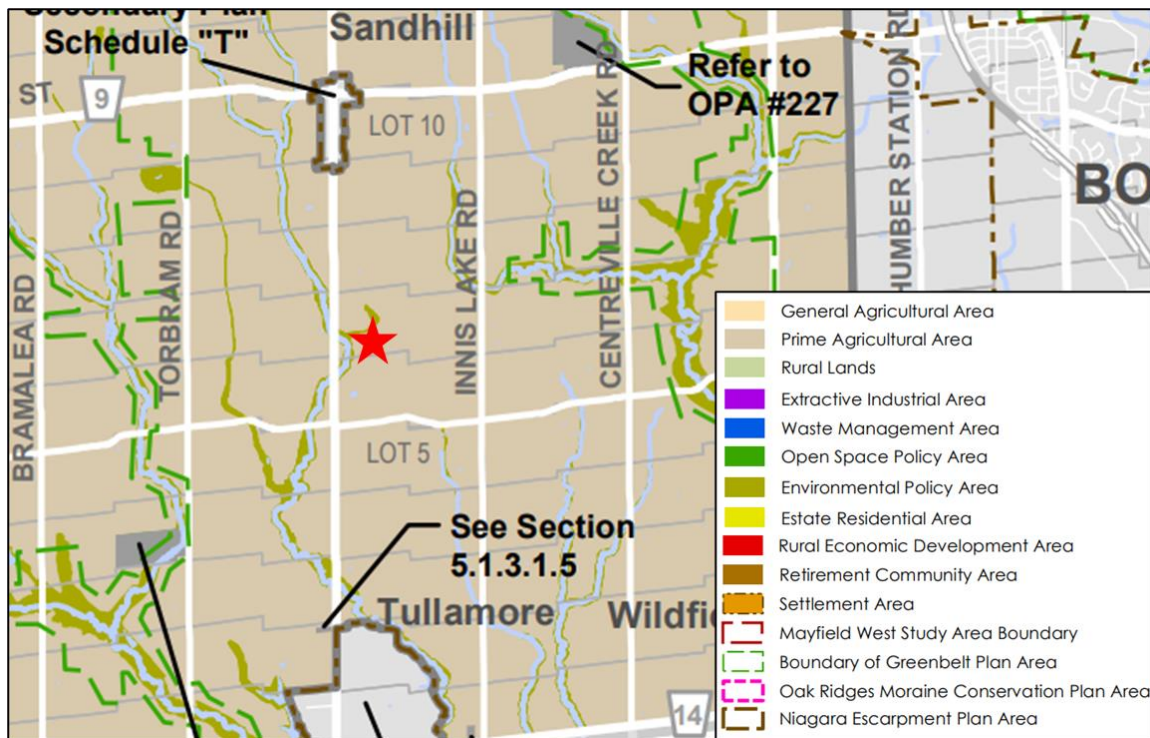 Secondary Plan
Schedule "T"
Sandhill
ST
9
LOT 10
Refer to
OPA #227
BRAMALEA RD
TORBRAM RD
INNIS LAKE RD
CENTREVILLE CREEK RD
HUMBER STATION RD
BO
LOT 5
See Section
5.1.3.1.5
Tullamore
Wildfie
14
General Agricultural Area
Prime Agricultural Area
Rural Lands
Extractive Industrial Area
Waste Management Area
Open Space Policy Area
Environmental Policy Area
Estate Residential Area
Rural Economic Development Area
Retirement Community Area
Settlement Area
Mayfield West Study Area Boundary
Boundary of Greenbelt Plan Area
Oak Ridges Moraine Conservation Plan Area
Niagara Escarpment Plan Area